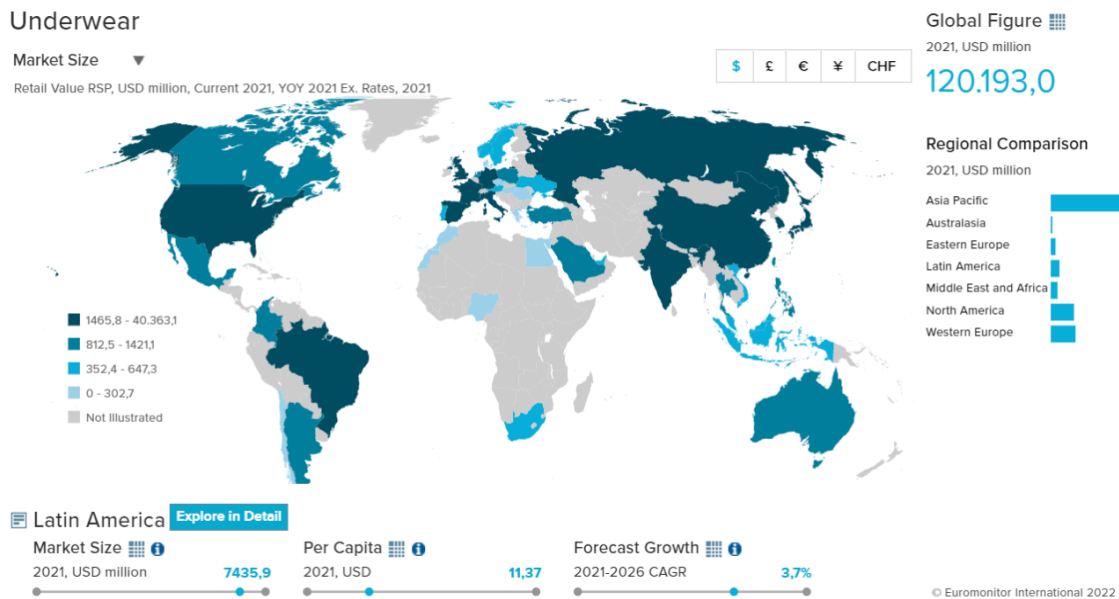 Underwear
Market Size ▼
Retail Value RSP, USD million, Current 2021, YOY 2021 Ex. Rates, 2021
$ £ € ¥ CHF
Global Figure
2021, USD million
120.193,0
Regional Comparison
2021, USD million
Asia Pacific
Australasia
Eastern Europe
Latin America
Middle East and Africa
North America
Western Europe
1465,8 - 40.363,1
812,5 - 1421,1
352,4 - 647,3
0 - 302,7
Not Illustrated
Latin America Explore in Detail
Market Size
2021, USD million 7435,9
Per Capita
2021, USD 11,37
Forecast Growth
2021-2026 CAGR 3,7%
© Euromonitor International 2022